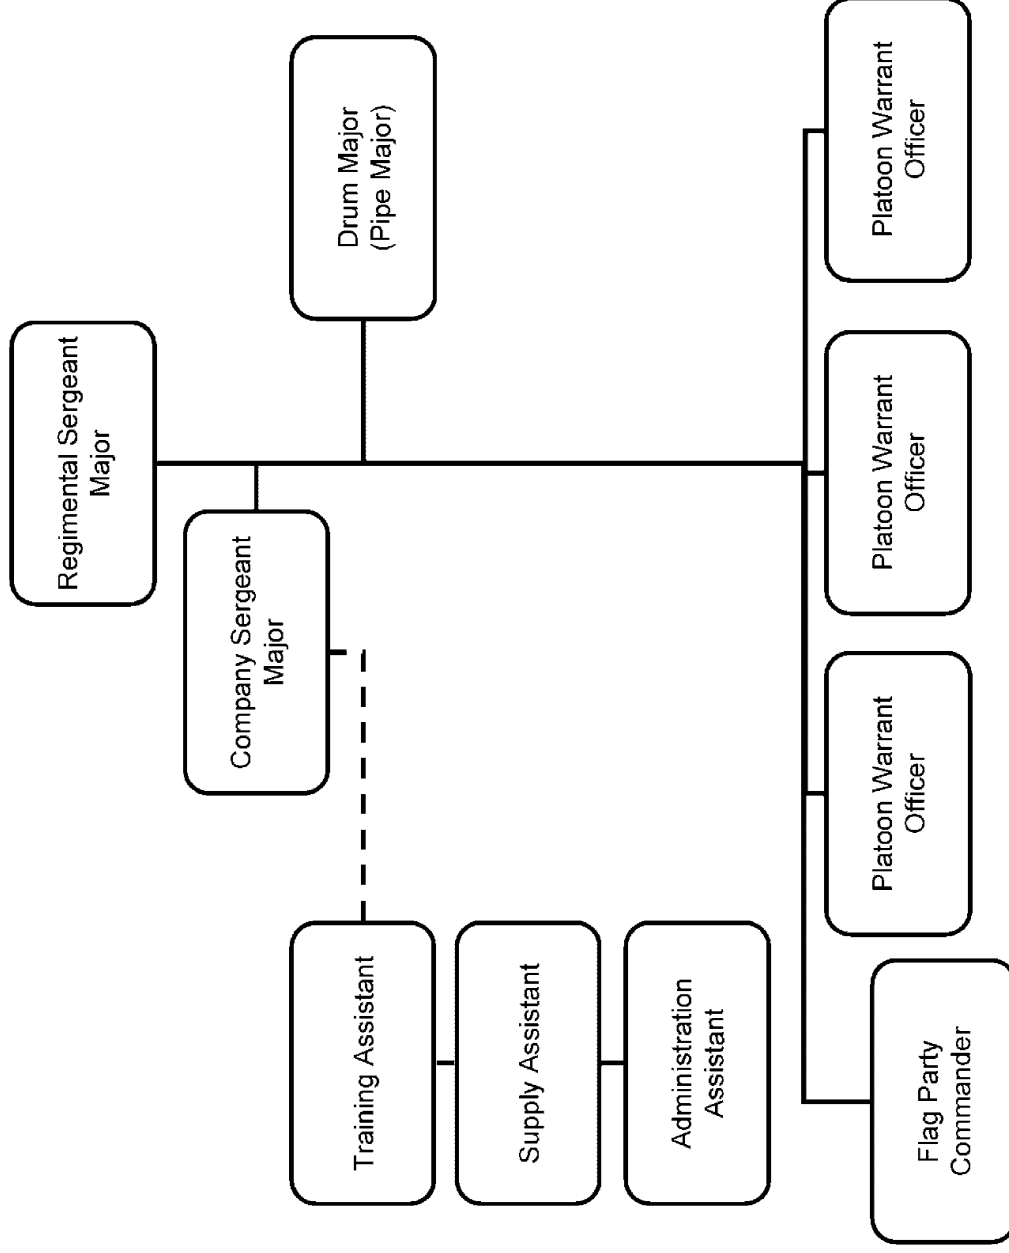 Regimental Sergeant
Major
Company Sergeant
Major
Drum Major
(Pipe Major)
Training Assistant
Supply Assistant
Administration
Assistant
Flag Party
Commander
Platoon Warrant
Officer
Platoon Warrant
Officer
Platoon Warrant
Officer